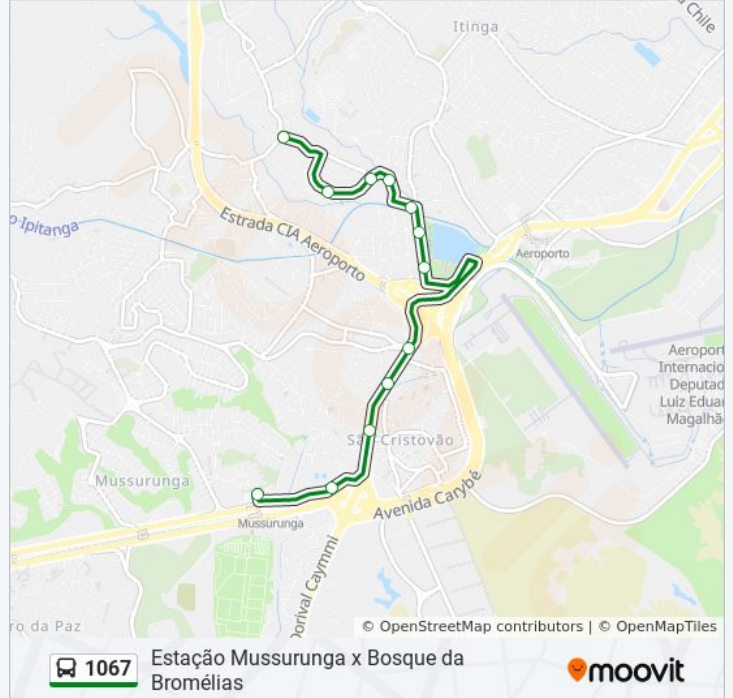 Chile
Itinga
Ipitanga
Estrada CIA Aeroporto
Aeroporto
Aeroport
Internacio
Deputad
Luiz Eduar
Magalhã
São Cristóvão
Mussurunga
Avenida Carybé
Mussurunga
Dorival Caymmi
ro da Paz
© OpenStreetMap contributors | © OpenMapTiles
1067
Estação Mussurunga x Bosque da
Bromélias
moovit